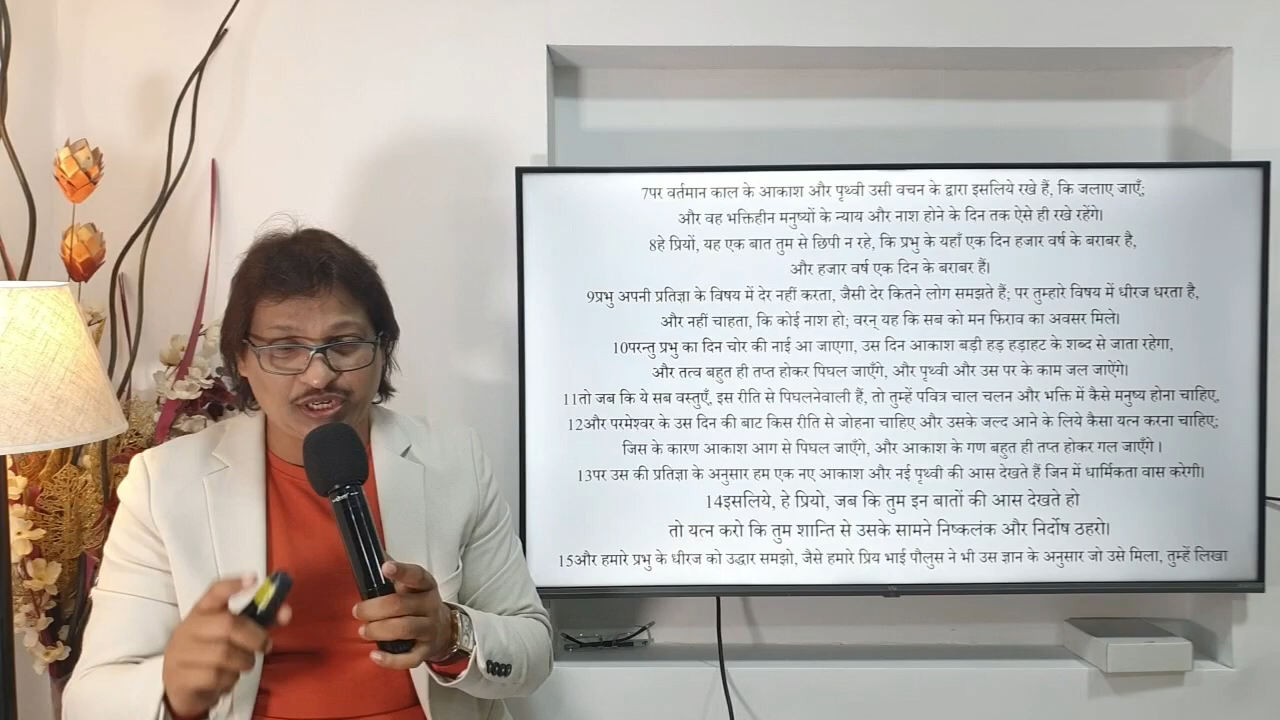 7पर वर्तमान काल के आकाश और पृथ्वी उसी वचन के द्वारा इसलिये रखे हैं, कि जलाए जाएँ;
और वह भक्तिहीन मनुष्यों के न्याय और नाश होने के दिन तक ऐसे ही रखे रहेंगे।
8हे प्रियों, यह एक बात तुम से छिपी न रहे, कि प्रभु के यहाँ एक दिन हजार वर्ष के बराबर है,
और हजार वर्ष एक दिन के बराबर हैं।
9प्रभु अपनी प्रतिज्ञा के विषय में देर नहीं करता, जैसी देर कितने लोग समझते हैं; पर तुम्हारे विषय में धीरज धरता है,
और नहीं चाहता, कि कोई नाश हो; वरन् यह कि सब को मन फिराव का अवसर मिले।
10परन्तु प्रभु का दिन चोर की नाई आ जाएगा, उस दिन आकाश बड़ी हड़ हड़ाहट के शब्द से जाता रहेगा,
और तत्व बहुत ही तप्त होकर पिघल जाएँगे, और पृथ्वी और उस पर के काम जल जाऐंगे।
11तो जब कि ये सब वस्तुएँ, इस रीति से पिघलनेवाली हैं, तो तुम्हें पवित्र चाल चलन और भक्ति में कैसे मनुष्य होना चाहिए,
12और परमेश्वर के उस दिन की बाट किस रीति से जोहना चाहिए और उसके जल्द आने के लिये कैसा यत्न करना चाहिए;
जिस के कारण आकाश आग से पिघल जाएँगे, और आकाश के गण बहुत ही तप्त होकर गल जाएँगे ।
13पर उस की प्रतिज्ञा के अनुसार हम एक नए आकाश और नई पृथ्वी की आस देखते हैं जिन में धार्मिकता वास करेगी।
14इसलिये, हे प्रियो, जब कि तुम इन बातों की आस देखते हो
तो यत्न करो कि तुम शान्ति से उसके सामने निष्कलंक और निर्दोष ठहरो।
15और हमारे प्रभु के धीरज को उद्धार समझो, जैसे हमारे प्रिय भाई पौलुस ने भी उस ज्ञान के अनुसार जो उसे मिला, तुम्हें लिखा